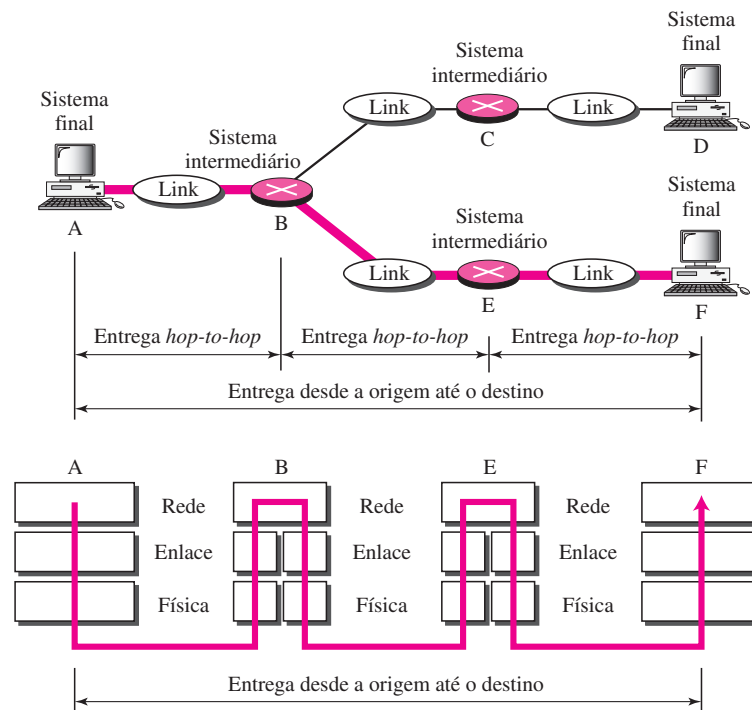 Sistema
final
Sistema
intermediário
Link
Link
C
D
Sistema
final
A
Link
Sistema
intermediário
B
Sistema
intermediário
Link
E
Link
Sistema
final
F
Entrega hop-to-hop
Entrega hop-to-hop
Entrega hop-to-hop
Entrega desde a origem até o destino
A
B
E
F
Rede
Rede
Rede
Enlace
Enlace
Enlace
Física
Física
Física
Entrega desde a origem até o destino